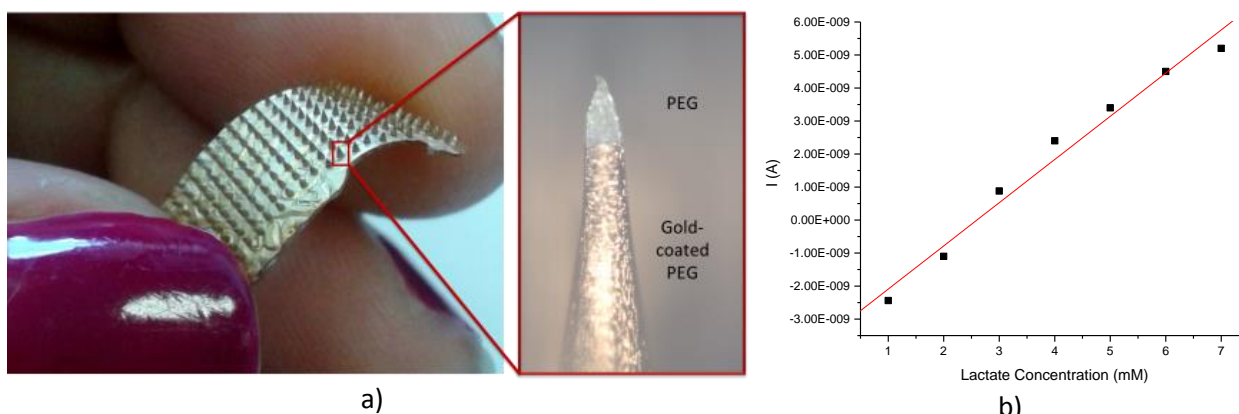 PEG
Gold-
coated
PEG
a)
6.00E-009
5.00E-009
4.00E-009
3.00E-009
2.00E-009
1.00E-009
0.00E+000
-1.00E-009
-2.00E-009
-3.00E-009
I (A)
1 2 3 4 5 6 7
Lactate Concentration (mM)
b)